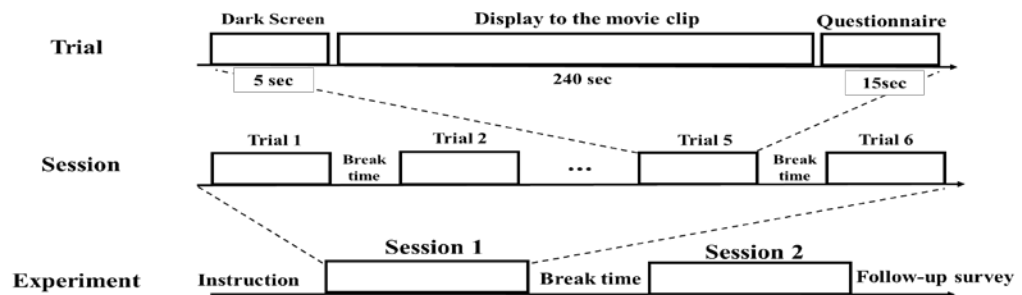 Dark Screen Display to the movie clip Questionnaire
Trial
5 sec 240 sec 15sec
Trial 1 Trial 2 Trial 5 Trial 6
Session Break time ... Break time
Session 1 Session 2
Experiment Instruction Break time Follow-up survey